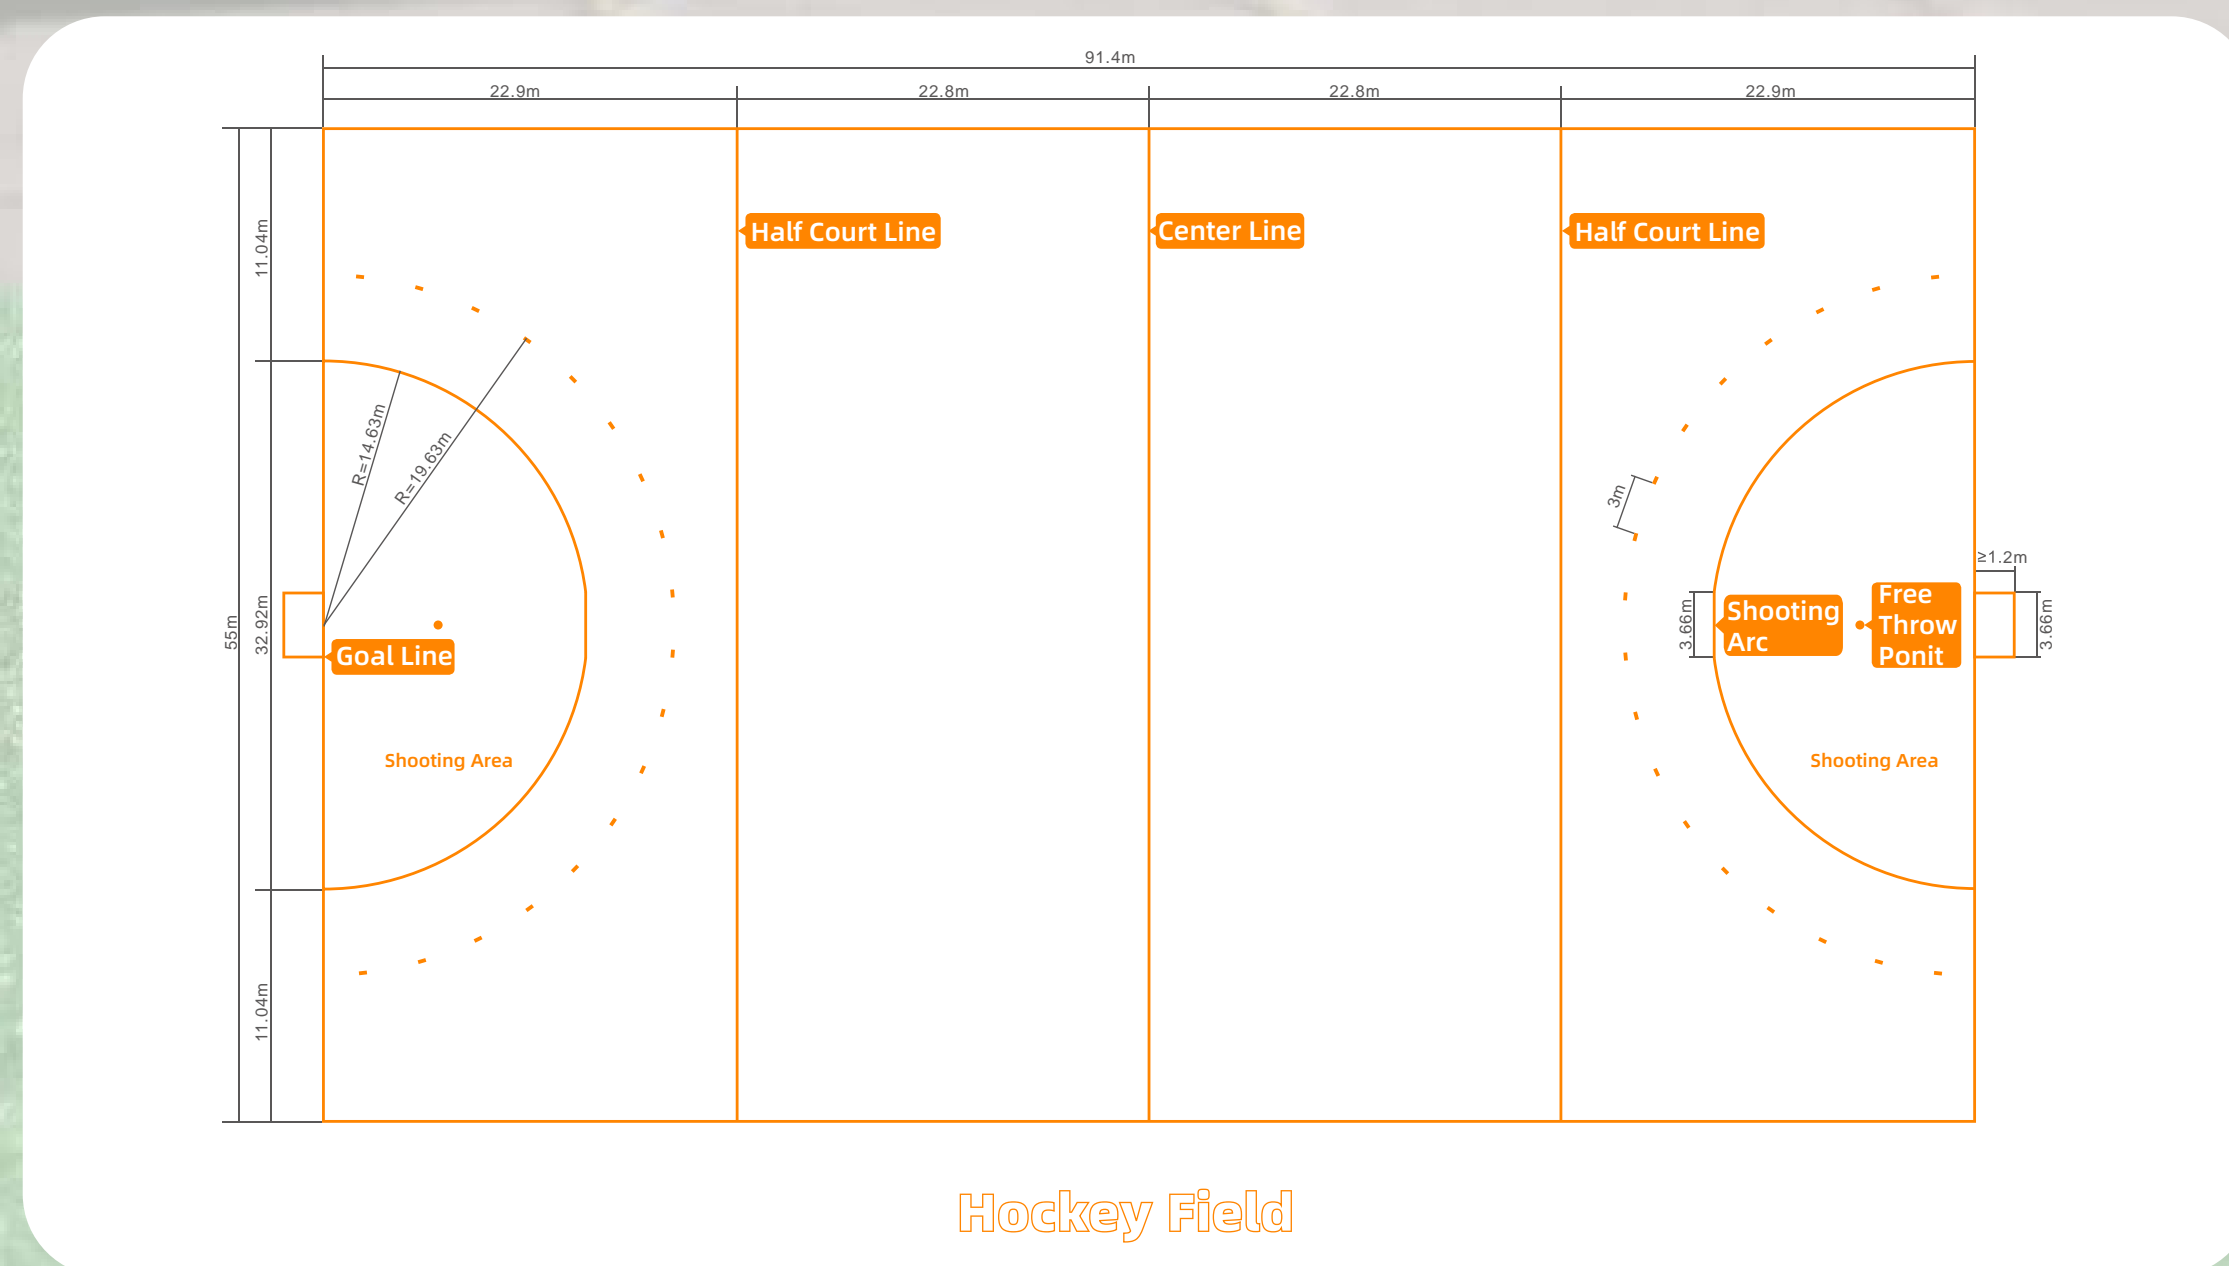 91.4m
22.9m
22.8m
22.8m
22.9m
11.04m
Half Court Line
Center Line
Half Court Line
R=14.63m
R=19.63m
3m
≥1.2m
55m
32.92m
Goal Line
3.66m
Shooting
Arc
Free
Throw
Ponit
3.66m
Shooting Area
Shooting Area
11.04m
Hockey Field